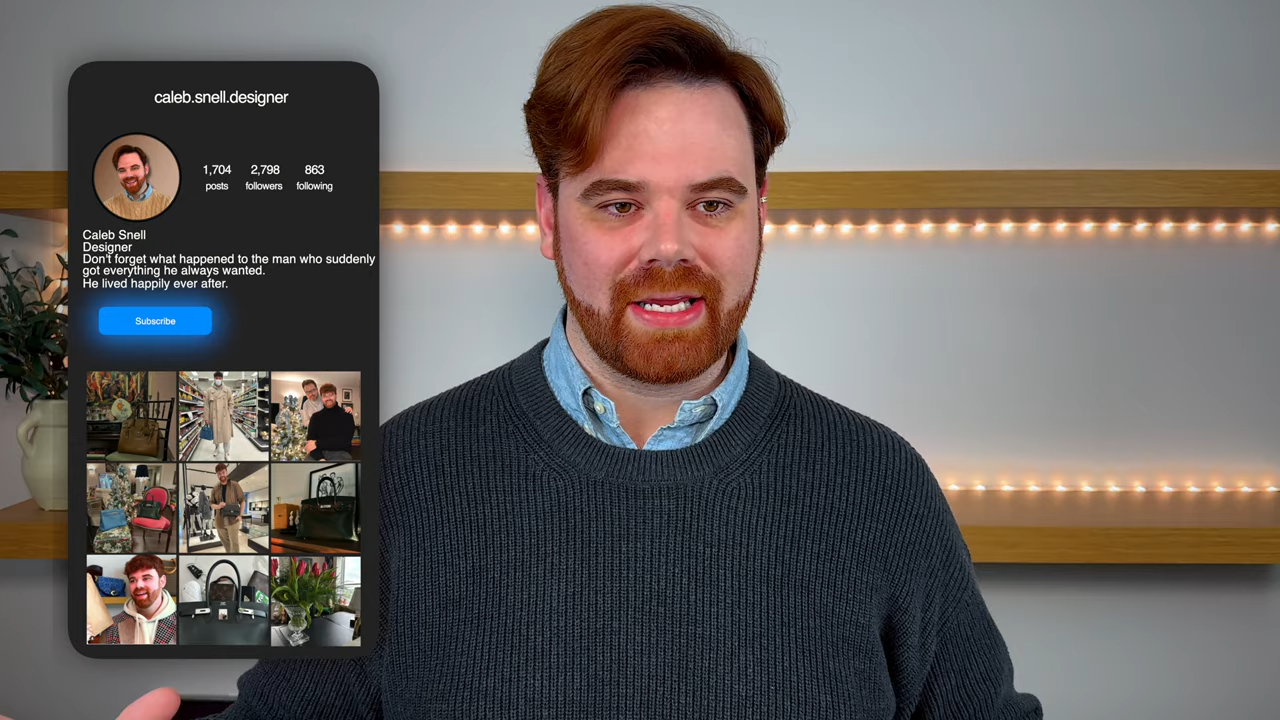 caleb.snell.designer
1,704 2,798 863
posts followers following
Caleb Snell
Designer
Don't forget what happened to the man who suddenly
got everything he always wanted.
He lived happily ever after.
Subscribe